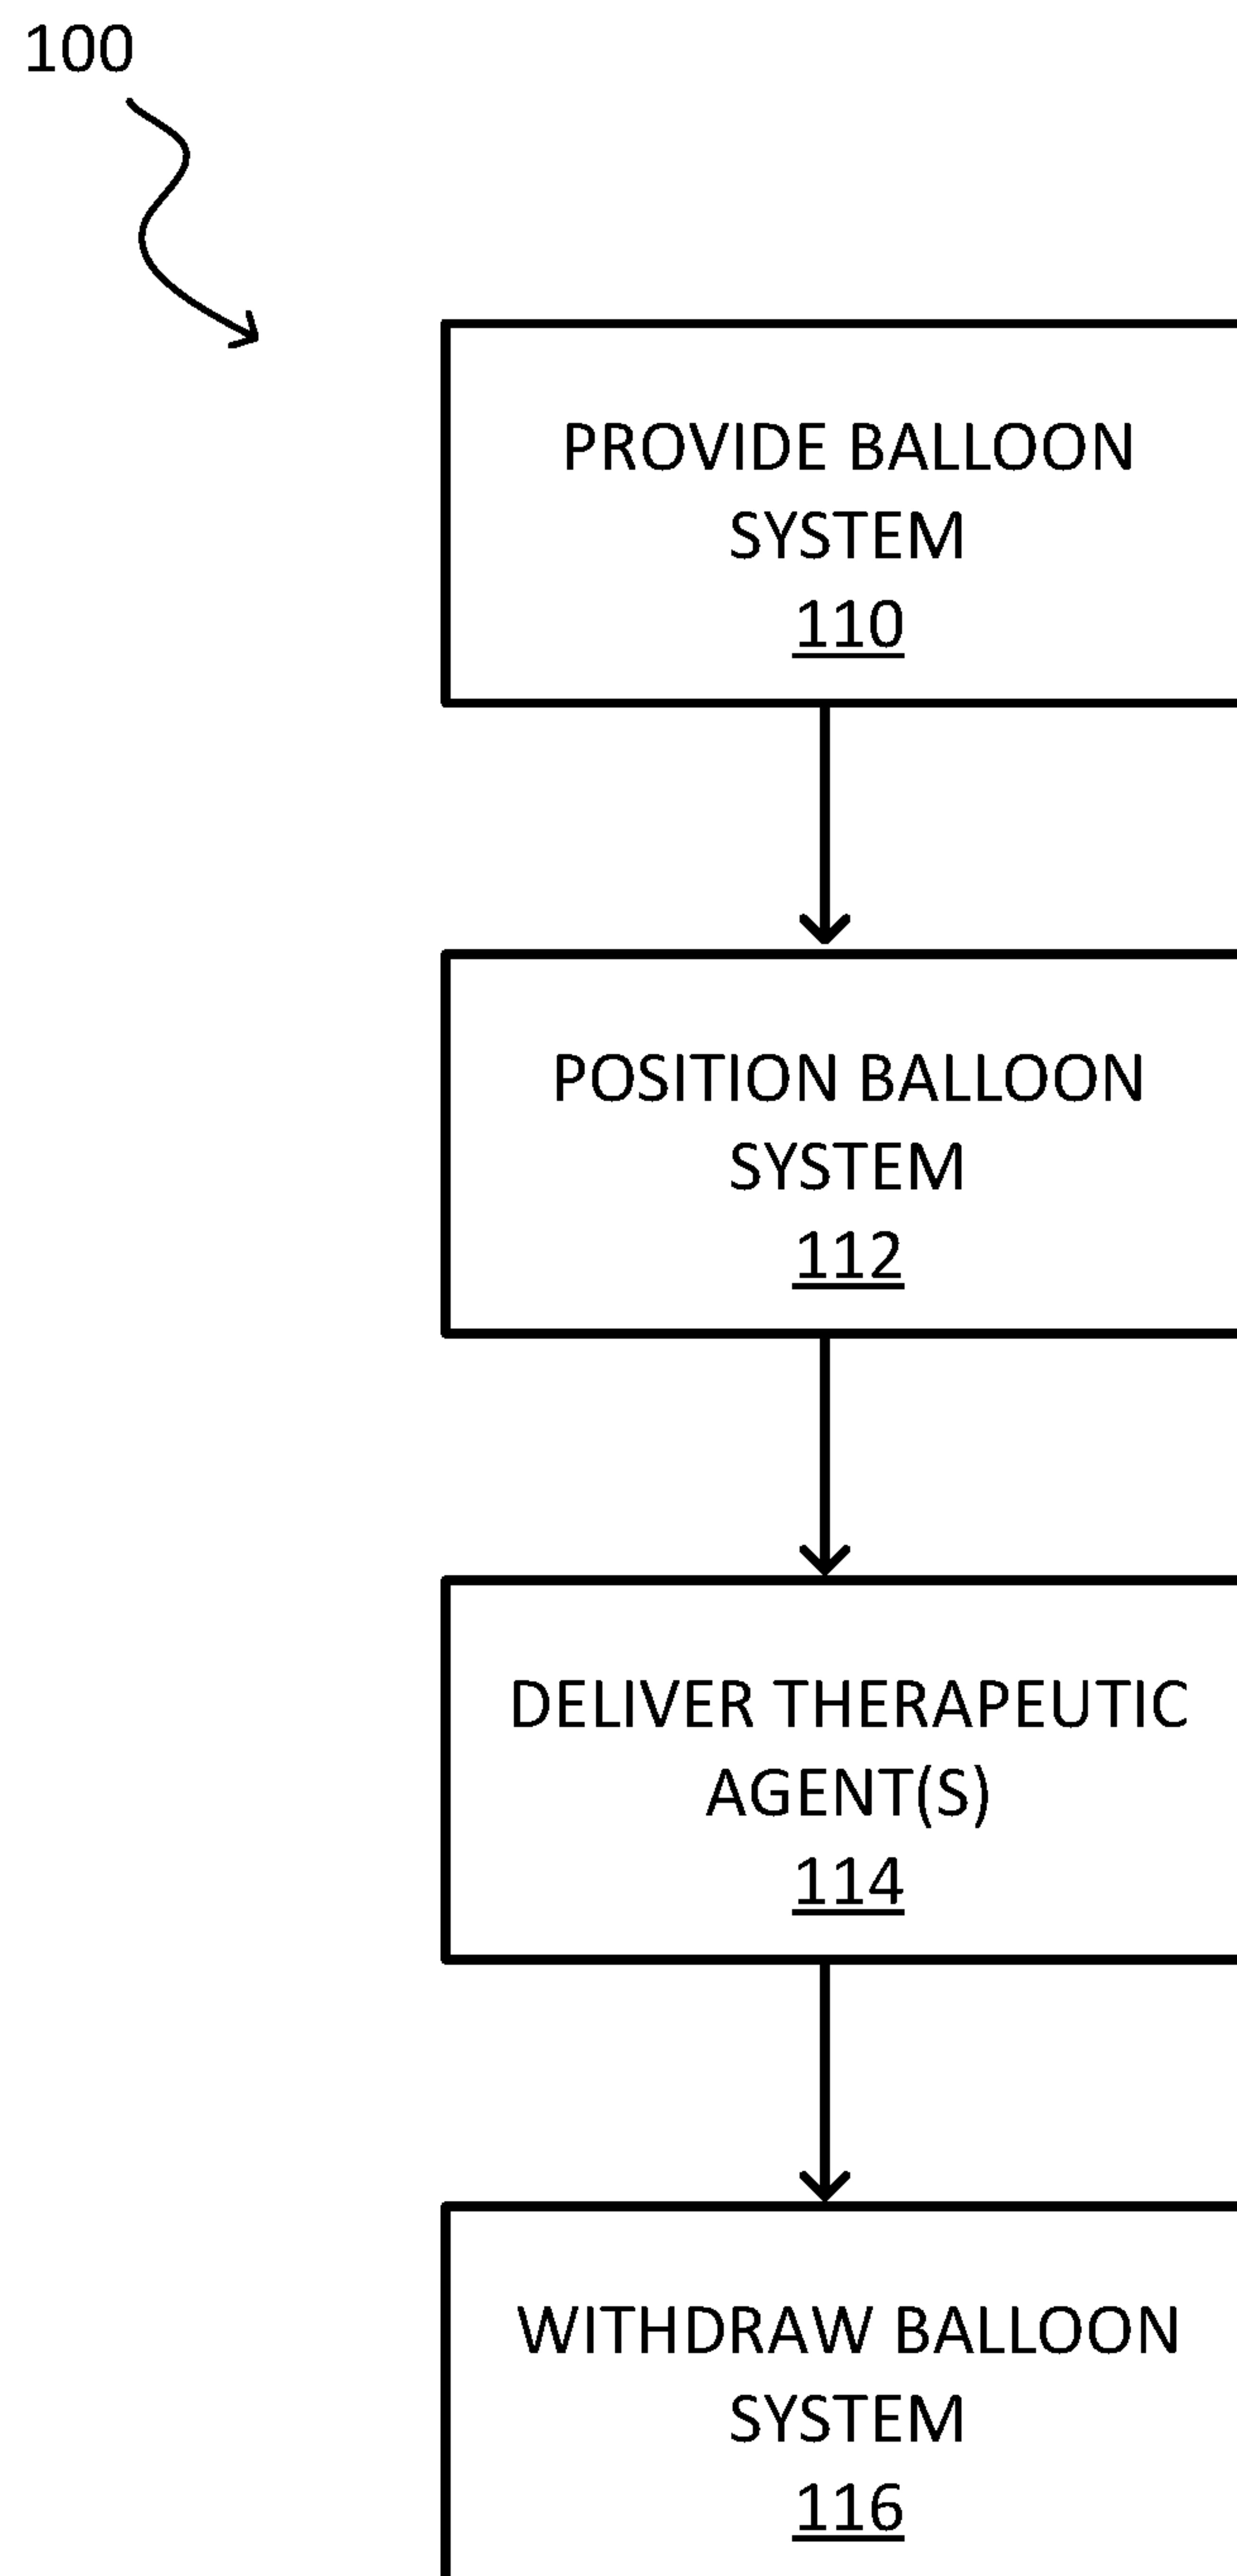 100
PROVIDE BALLOON
SYSTEM
110
POSITION BALLOON
SYSTEM
112
DELIVER THERAPEUTIC
AGENT(S)
114
WITHDRAW BALLOON
SYSTEM
116